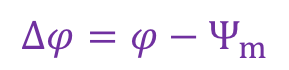 Δφ = φ − Ψₘ